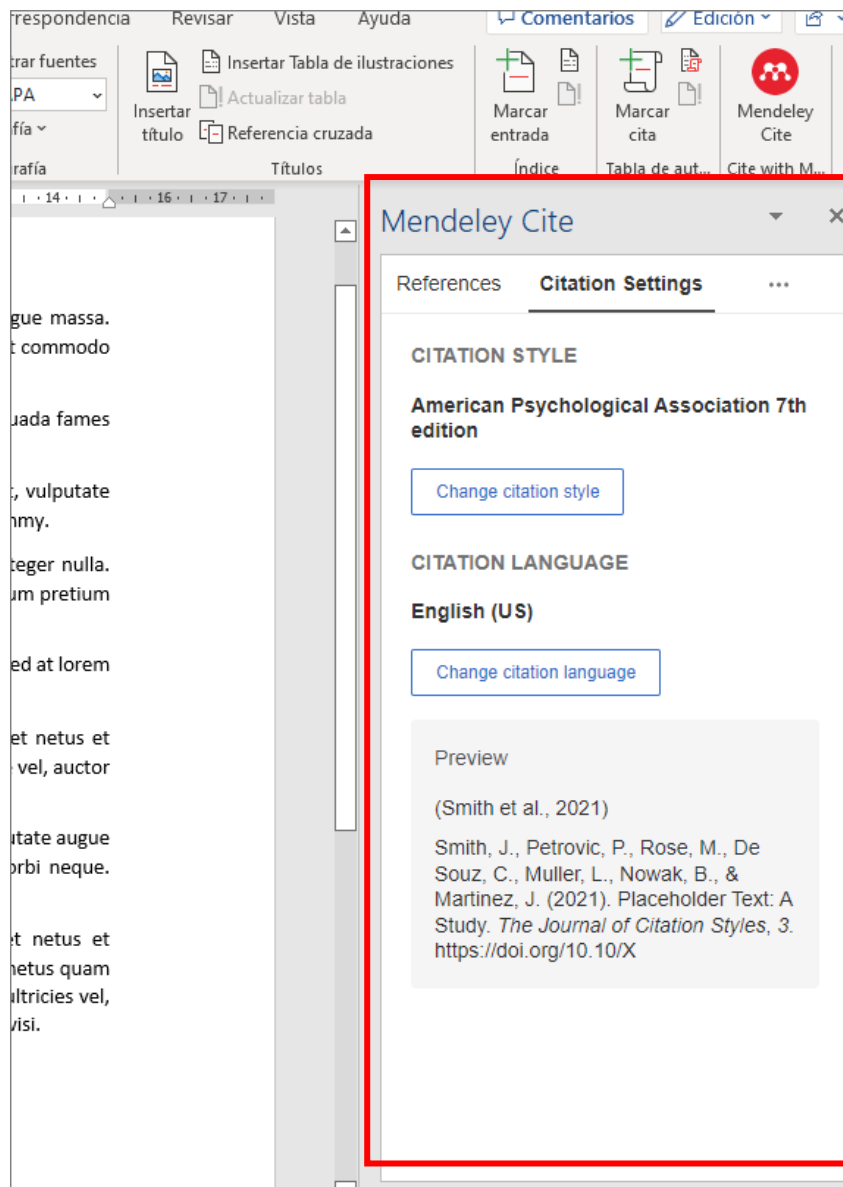 rrespondencia Revisar Vista Ayuda Comentarios Edición
trar fuentes
PA
fía
rafía
Insertar título
Insertar Tabla de ilustraciones
Actualizar tabla
Referencia cruzada
Títulos
Marcar entrada
Índice
Marcar cita
Tabla de aut...
Mendeley Cite
Cite with M...
14 16 17
gue massa.
t commodo
uada fames
, vulputate
mmy.
teger nulla.
um pretium
ed at lorem
et netus et
vel, auctor
utate augue
orbi neque.
et netus et
netus quam
ultricies vel,
visi.
Mendeley Cite
References Citation Settings ...
CITATION STYLE
American Psychological Association 7th
edition
Change citation style
CITATION LANGUAGE
English (US)
Change citation language
Preview
(Smith et al., 2021)
Smith, J., Petrovic, P., Rose, M., De
Souz, C., Muller, L., Nowak, B., &
Martinez, J. (2021). Placeholder Text: A
Study. The Journal of Citation Styles, 3.
https://doi.org/10.10/X